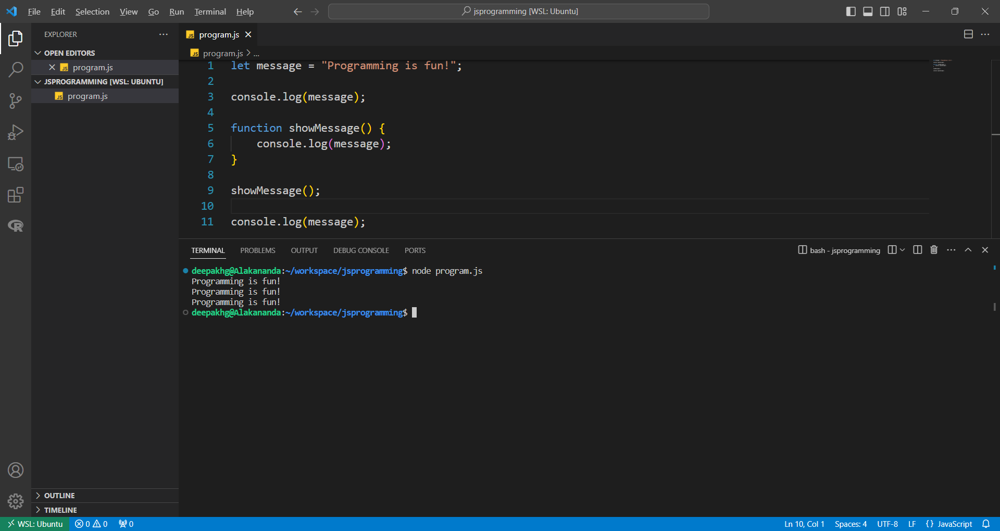 File Edit Selection View Go Run Terminal Help
jsprogramming [WSL: Ubuntu]
EXPLORER
OPEN EDITORS
program.js
JSPROGRAMMING [WSL: UBUNTU]
program.js
OUTLINE
TIMELINE
program.js
program.js > ...
1 let message = "Programming is fun!";
2
3 console.log(message);
4
5 function showMessage() {
6 console.log(message);
7 }
8
9 showMessage();
10
11 console.log(message);
TERMINAL PROBLEMS OUTPUT DEBUG CONSOLE PORTS
bash - jsprogramming
deepakhg@Alakananda:~/workspace/jsprogramming$ node program.js
Programming is fun!
Programming is fun!
Programming is fun!
deepakhg@Alakananda:~/workspace/jsprogramming$
WSL: Ubuntu 0 0 0 Ln 10, Col 1 Spaces: 4 UTF-8 LF {} JavaScript